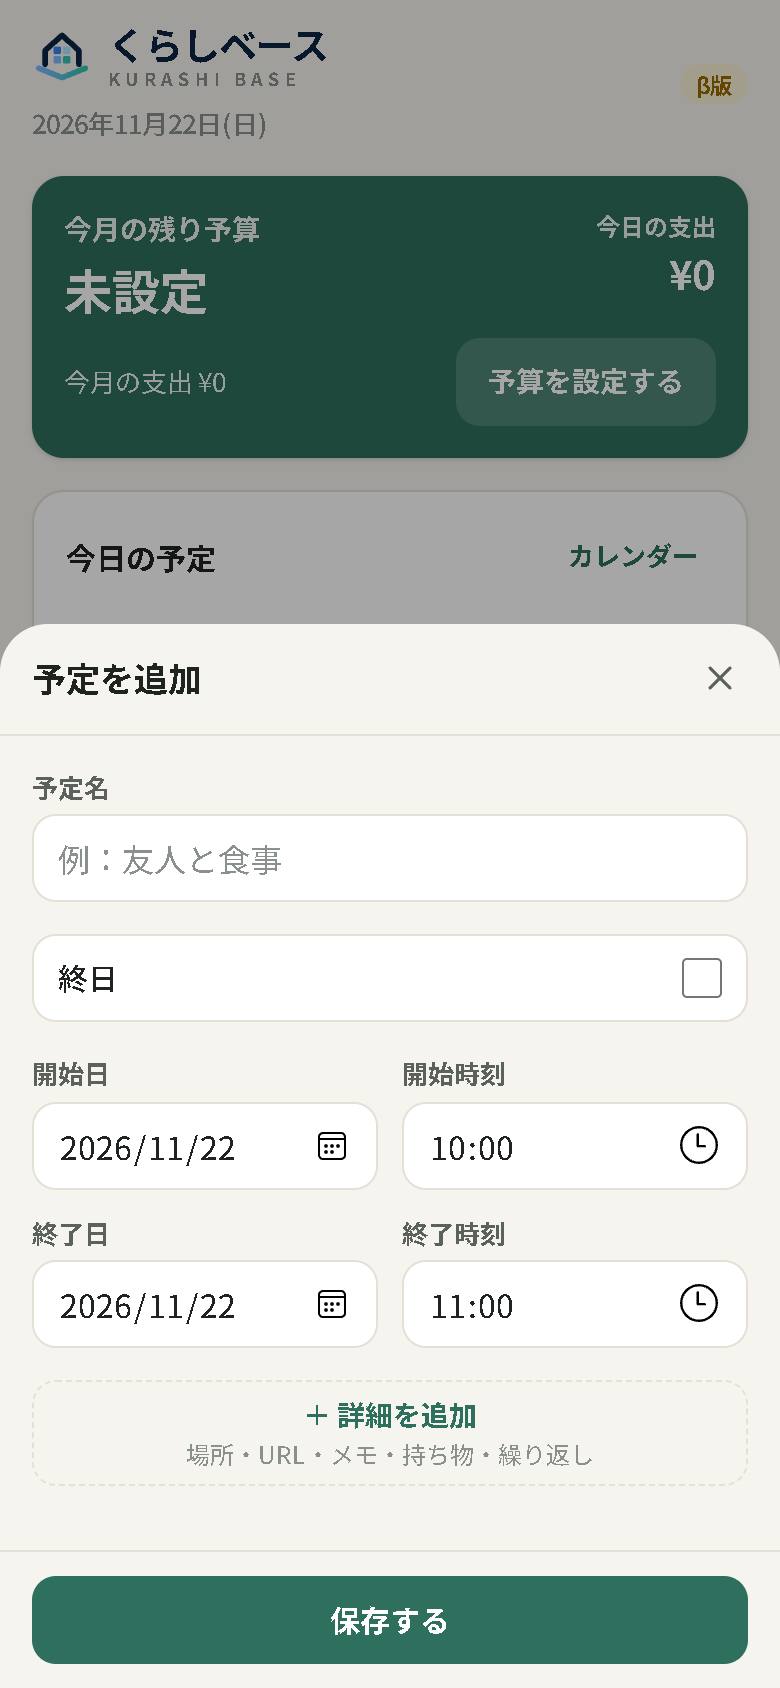 くらしベース
KURASHI BASE
β版
2026年11月22日(日)
今月の残り予算
今日の支出
未設定
¥0
今月の支出 ¥0
予算を設定する
今日の予定
カレンダー
予定を追加
予定名
例：友人と食事
終日
開始日
開始時刻
2026/11/22
10:00
終了日
終了時刻
2026/11/22
11:00
＋ 詳細を追加
場所・URL・メモ・持ち物・繰り返し
保存する